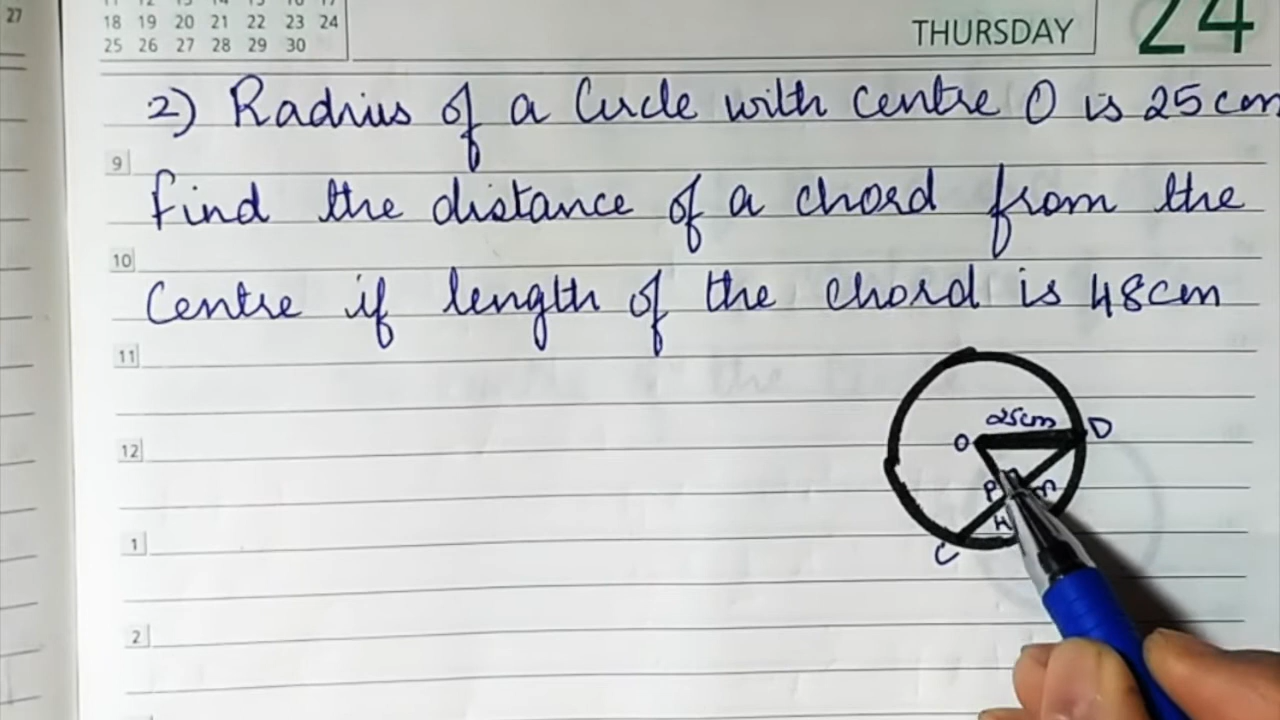 27
18 19 20 21 22 23 24
25 26 27 28 29 30
THURSDAY 24
2) Radius of a Circle with centre O is 25cm
9
find the distance of a chord from the
10
Centre if length of the chord is 48cm
11
25cm
12
O D
P
1
C
2